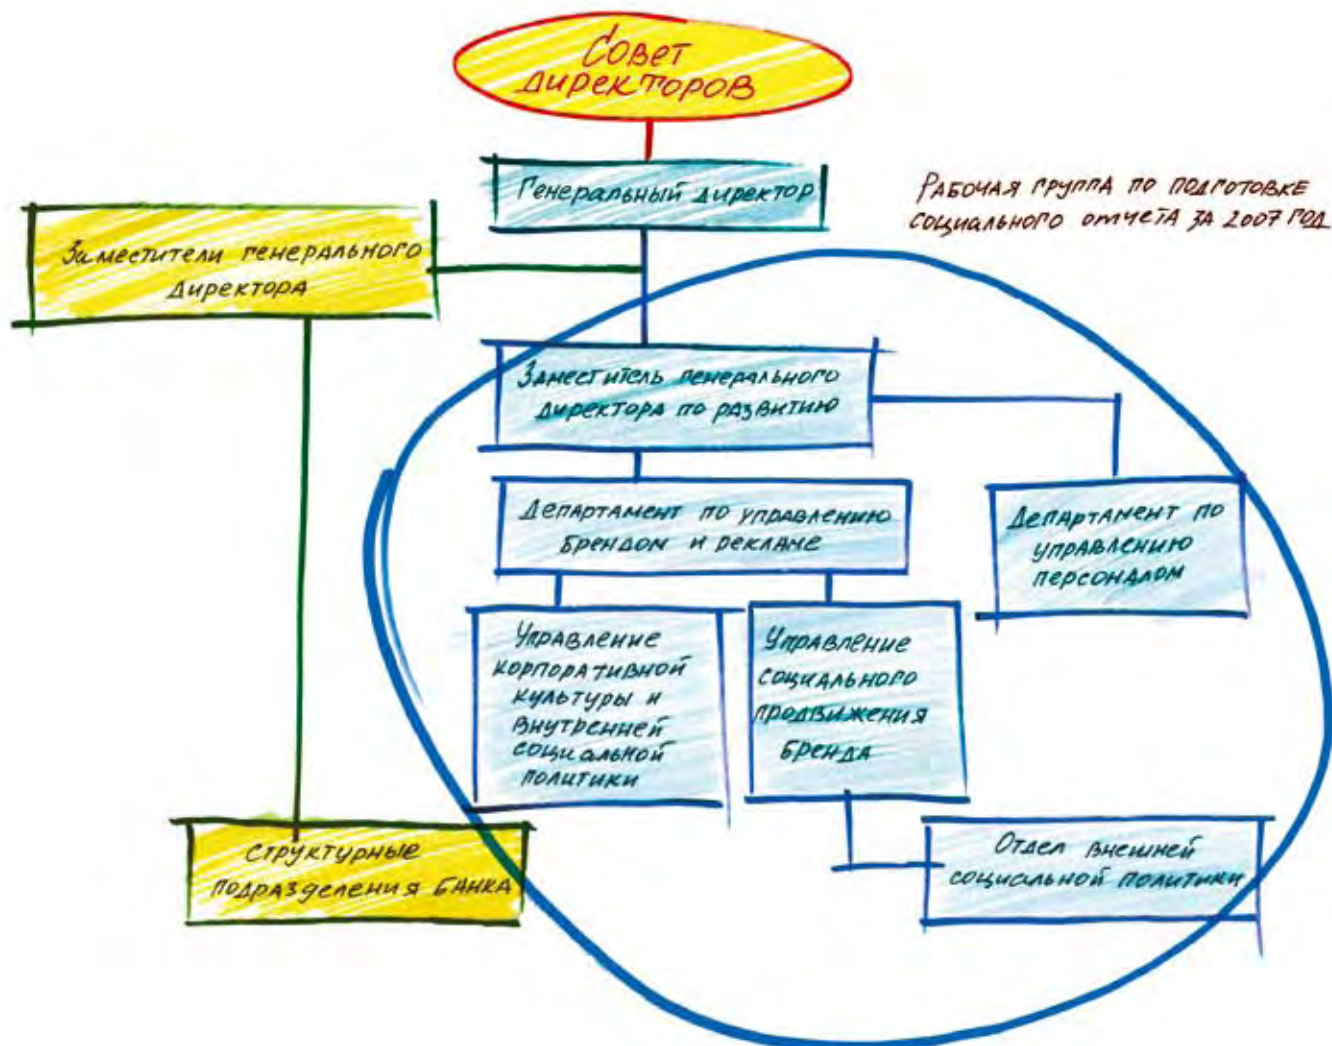 Совет
директоров
Генеральный директор
Рабочая группа по подготовке
социального отчета за 2007 год
Заместители генерального
директора
Заместитель генерального
директора по развитию
Департамент по управлению
брендом и рекламе
Департамент по
управлению
персоналом
Управление
корпоративной
культуры и
внутренней
социальной
политики
Управление
социального
продвижения
бренда
Структурные
подразделения Банка
Отдел внешней
социальной политики